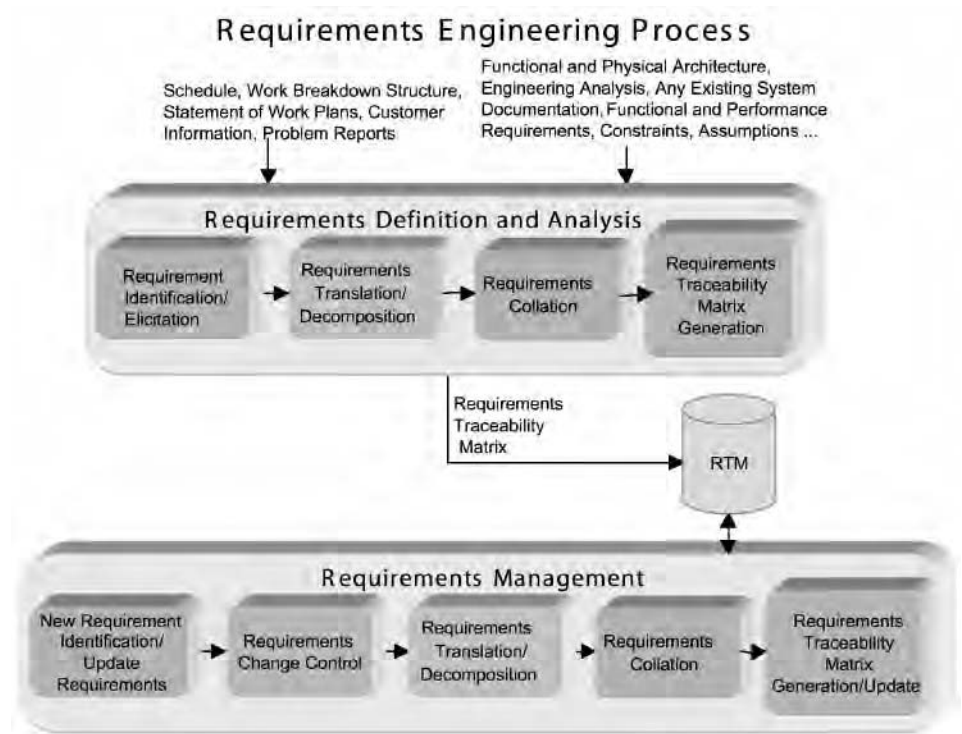 Requirements Engineering Process
Schedule, Work Breakdown Structure,
Statement of Work Plans, Customer
Information, Problem Reports
Functional and Physical Architecture,
Engineering Analysis, Any Existing System
Documentation, Functional and Performance
Requirements, Constraints, Assumptions ...
Requirements Definition and Analysis
Requirement
Identification/
Elicitation
Requirements
Translation/
Decomposition
Requirements
Collation
Requirements
Traceability
Matrix
Generation
Requirements
Traceability
Matrix
RTM
Requirements Management
New Requirement
Identification/
Update
Requirements
Requirements
Change Control
Requirements
Translation/
Decomposition
Requirements
Collation
Requirements
Traceability
Matrix
Generation/Update